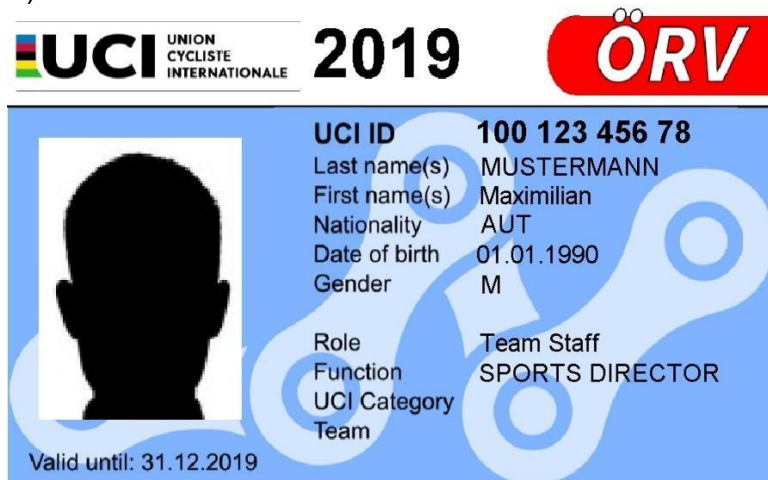 UCI UNION
CYCLISTE
INTERNATIONALE
2019
ÖRV
UCI ID 100 123 456 78
Last name(s) MUSTERMANN
First name(s) Maximilian
Nationality AUT
Date of birth 01.01.1990
Gender M
Role Team Staff
Function SPORTS DIRECTOR
UCI Category
Team
Valid until: 31.12.2019